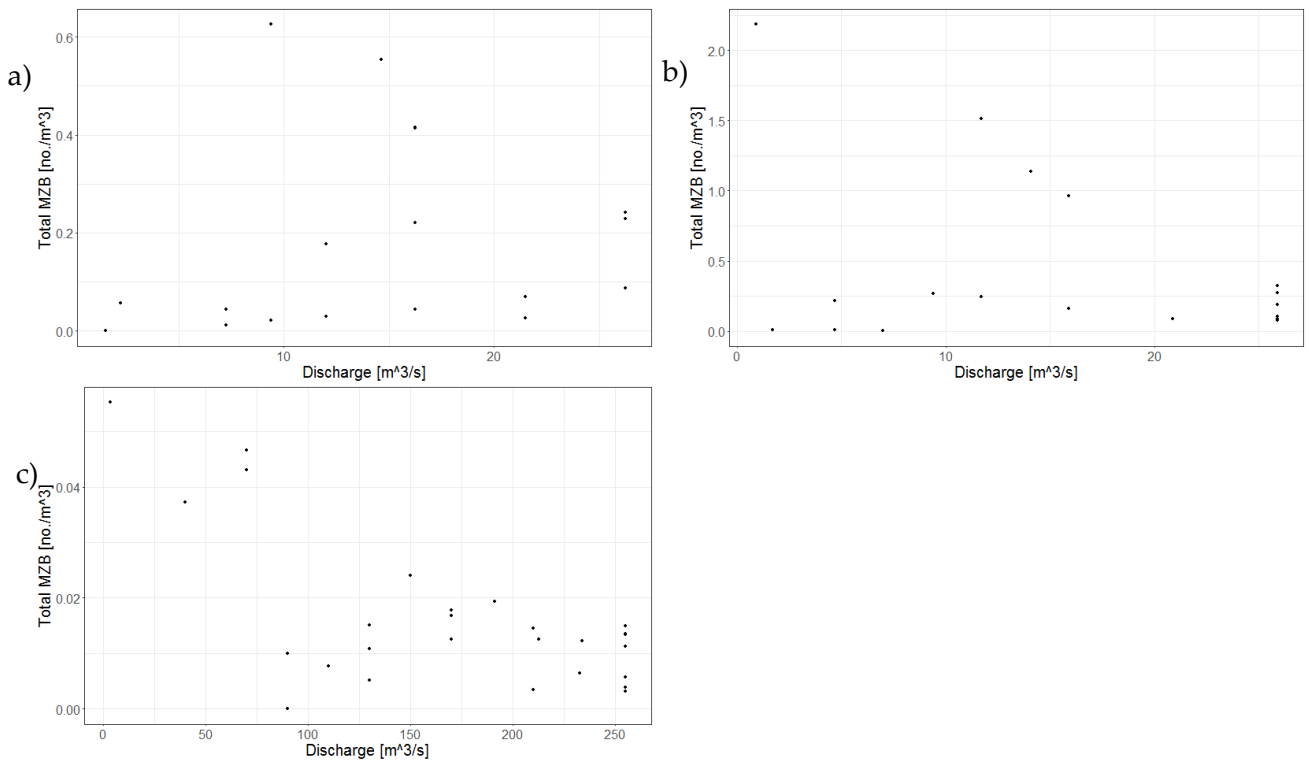 a)
Total MZB [no./m^3]
0.6
0.4
0.2
0.0
10
20
Discharge [m^3/s]
b)
Total MZB [no./m^3]
2.0
1.5
1.0
0.5
0.0
0
10
20
Discharge [m^3/s]
c)
Total MZB [no./m^3]
0.04
0.02
0.00
0
50
100
150
200
250
Discharge [m^3/s]